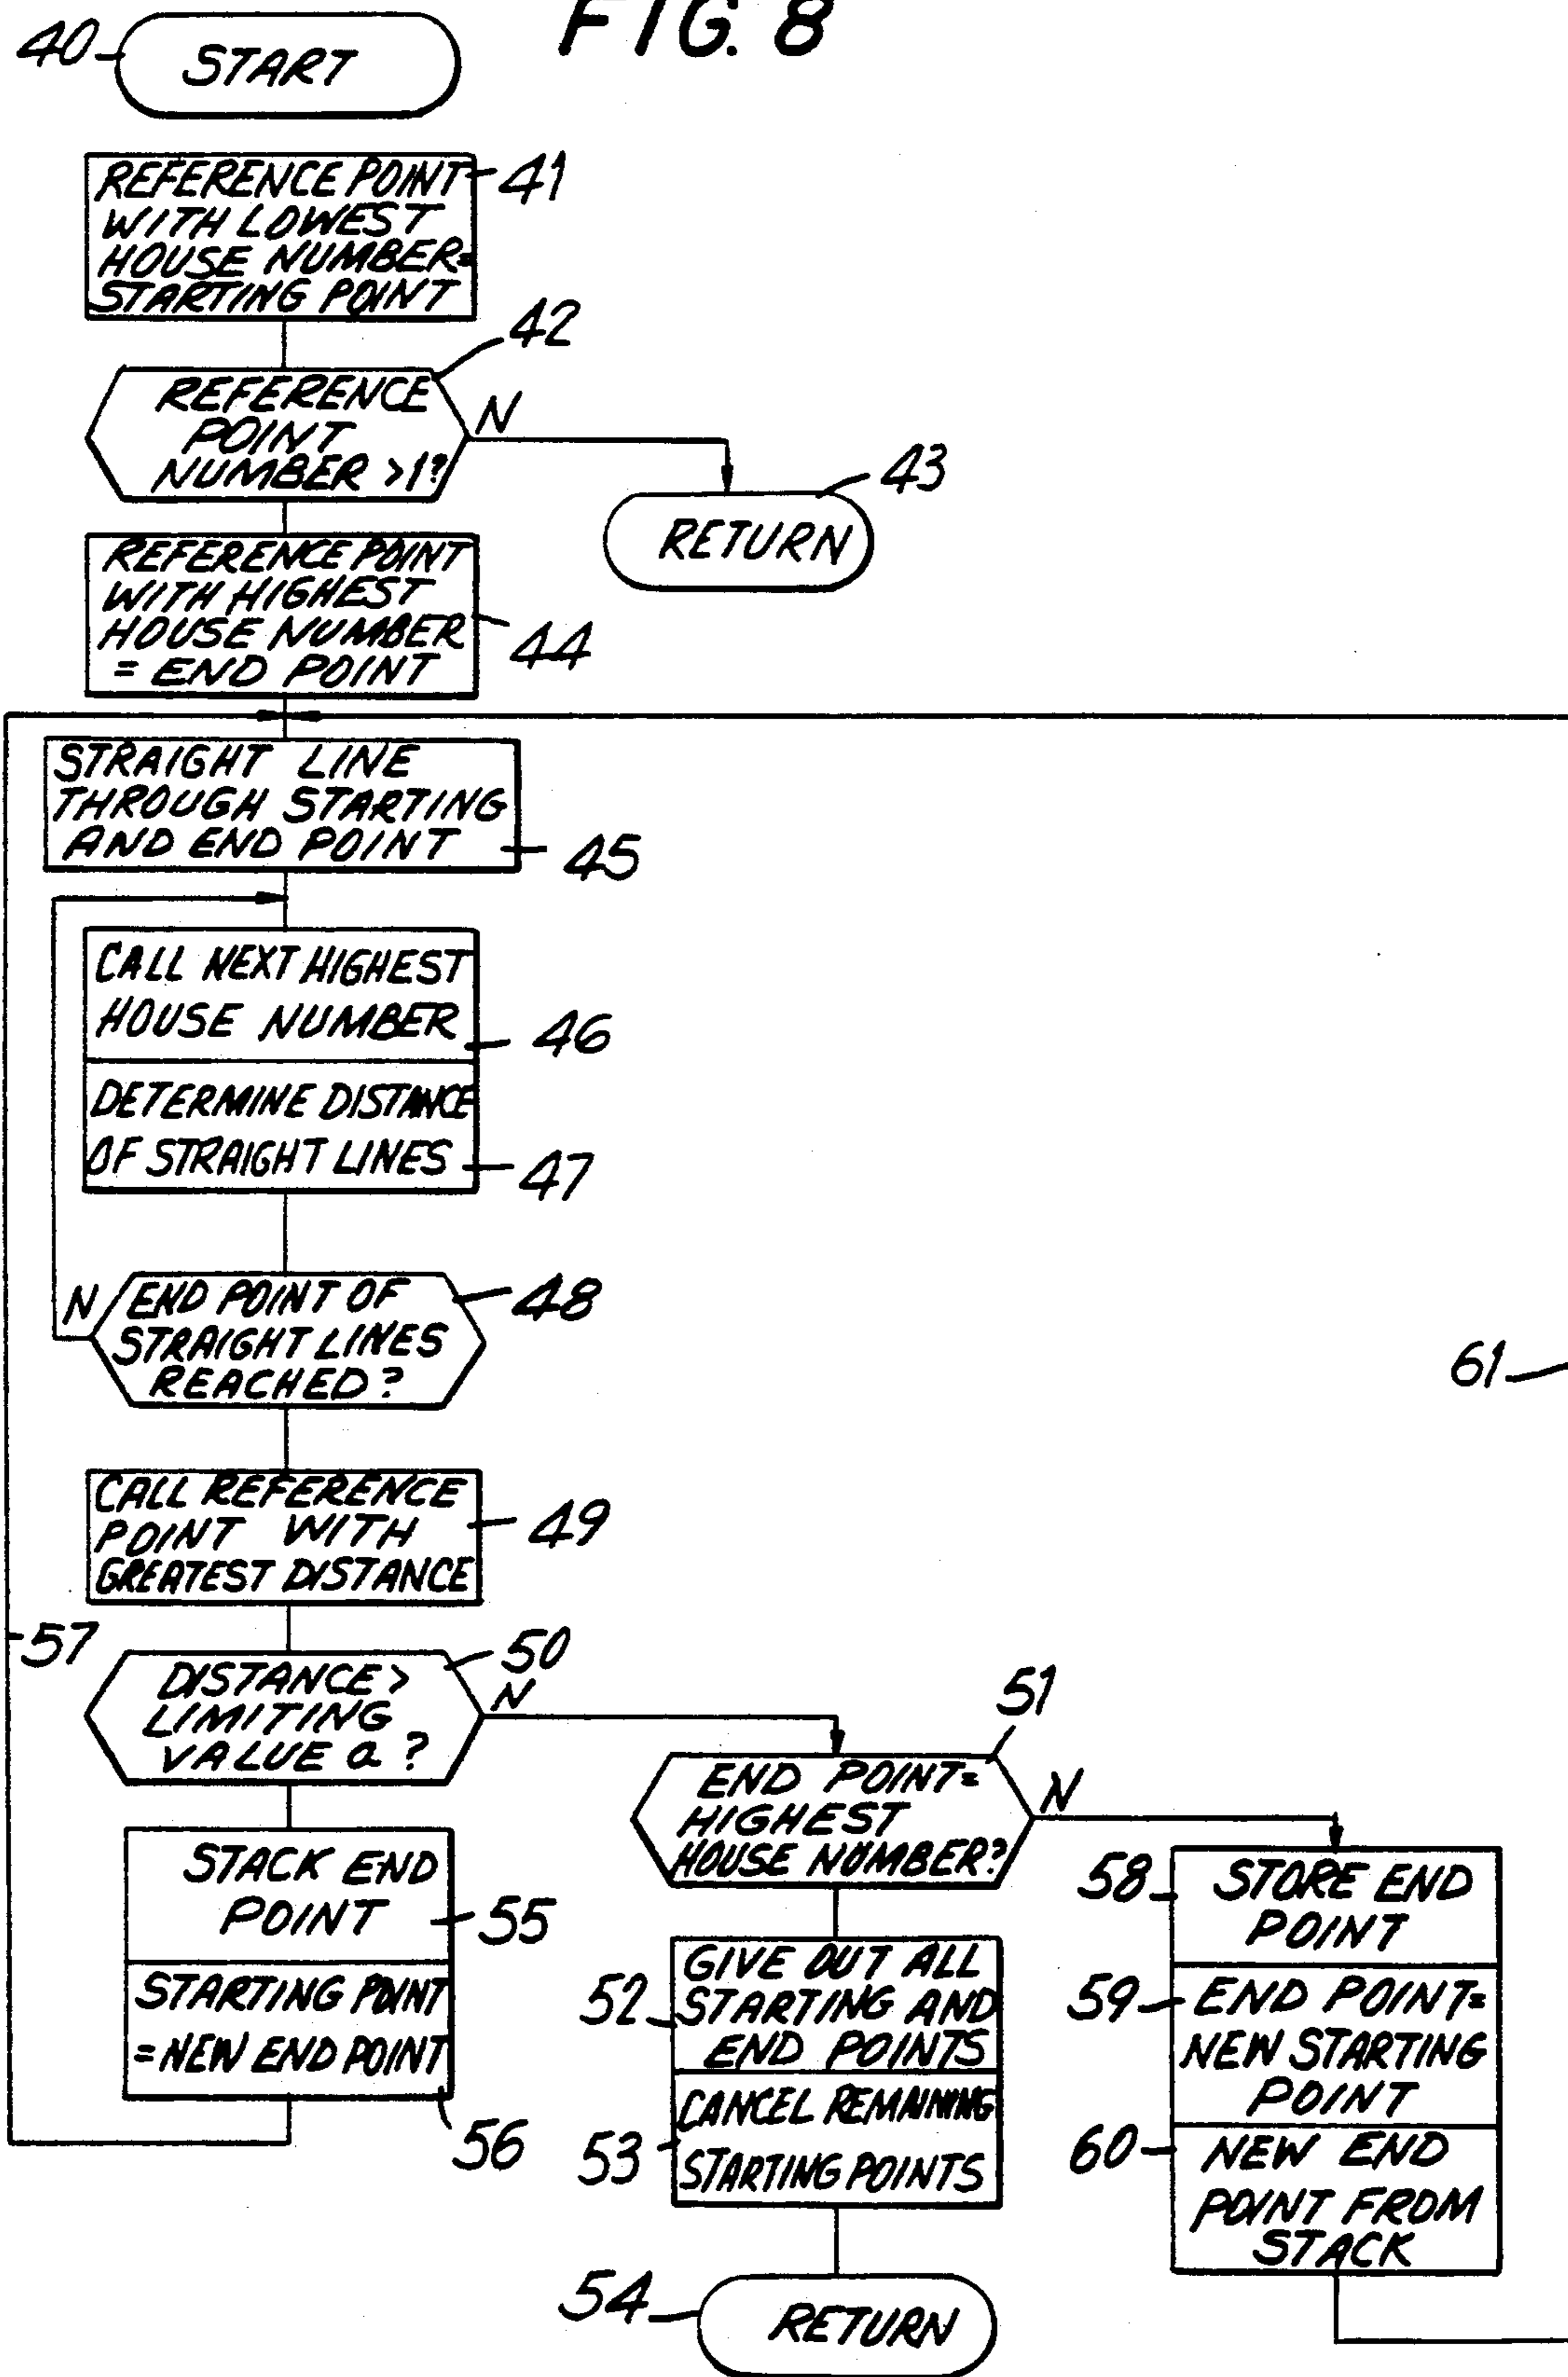 FIG. 8
40
START
REFERENCE POINT
WITH LOWEST
HOUSE NUMBER=
STARTING POINT
41
42
REFERENCE
POINT
NUMBER >1?
N
43
RETURN
REFERENCE POINT
WITH HIGHEST
HOUSE NUMBER
= END POINT
44
STRAIGHT LINE
THROUGH STARTING
AND END POINT
45
CALL NEXT HIGHEST
HOUSE NUMBER
46
DETERMINE DISTANCE
OF STRAIGHT LINES
47
N
END POINT OF
STRAIGHT LINES
REACHED?
48
61
CALL REFERENCE
POINT WITH
GREATEST DISTANCE
49
57
DISTANCE>
LIMITING
VALUE a?
50
N
51
END POINT=
HIGHEST
HOUSE NUMBER?
N
STACK END
POINT
55
STARTING POINT
=NEW END POINT
56
52
GIVE OUT ALL
STARTING AND
END POINTS
53
CANCEL REMAINING
STARTING POINTS
54
RETURN
58
STORE END
POINT
59
END POINT=
NEW STARTING
POINT
60
NEW END
POINT FROM
STACK